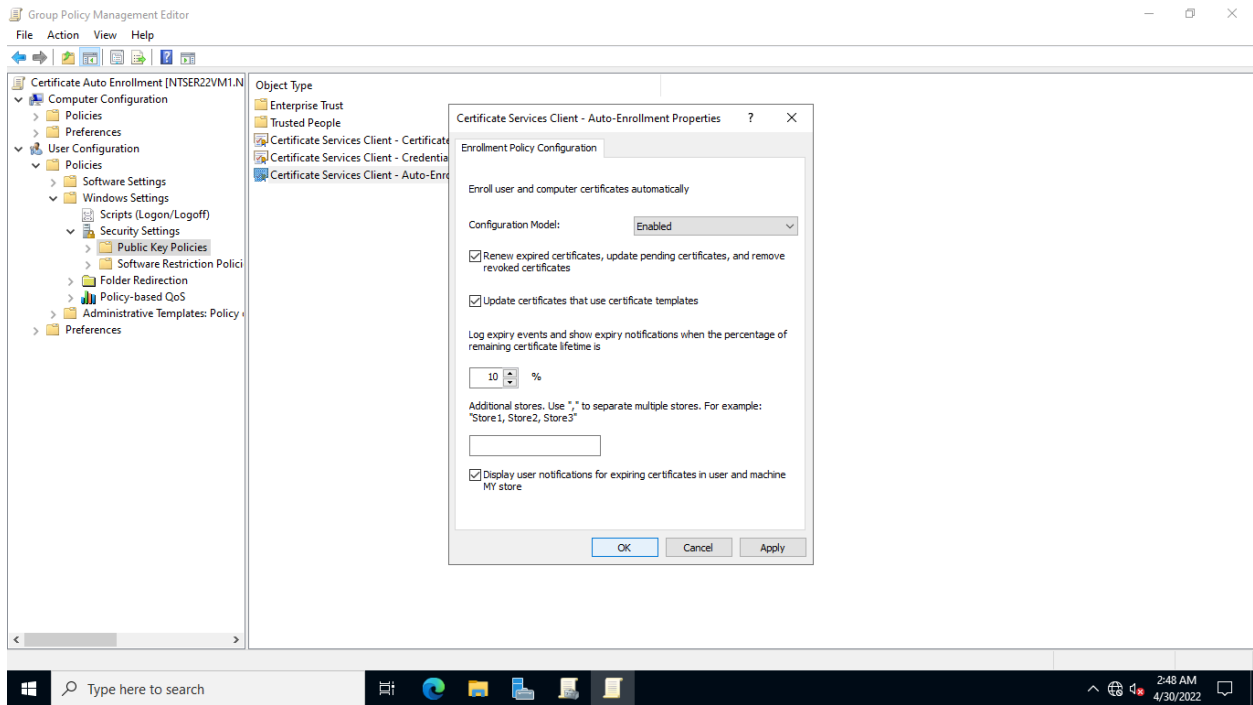 Group Policy Management Editor
File Action View Help
Certificate Auto Enrollment [NTSER22VM1.N
Computer Configuration
Policies
Preferences
User Configuration
Policies
Software Settings
Windows Settings
Scripts (Logon/Logoff)
Security Settings
Public Key Policies
Software Restriction Polici
Folder Redirection
Policy-based QoS
Administrative Templates: Policy
Preferences
Object Type
Enterprise Trust
Trusted People
Certificate Services Client - Certificate
Certificate Services Client - Credentia
Certificate Services Client - Auto-Enro
Certificate Services Client - Auto-Enrollment Properties ?
Enrollment Policy Configuration
Enroll user and computer certificates automatically
Configuration Model: Enabled
Renew expired certificates, update pending certificates, and remove
revoked certificates
Update certificates that use certificate templates
Log expiry events and show expiry notifications when the percentage of
remaining certificate lifetime is
10 %
Additional stores. Use "," to separate multiple stores. For example:
"Store1, Store2, Store3"
Display user notifications for expiring certificates in user and machine
MY store
OK Cancel Apply
Type here to search
2:48 AM
4/30/2022